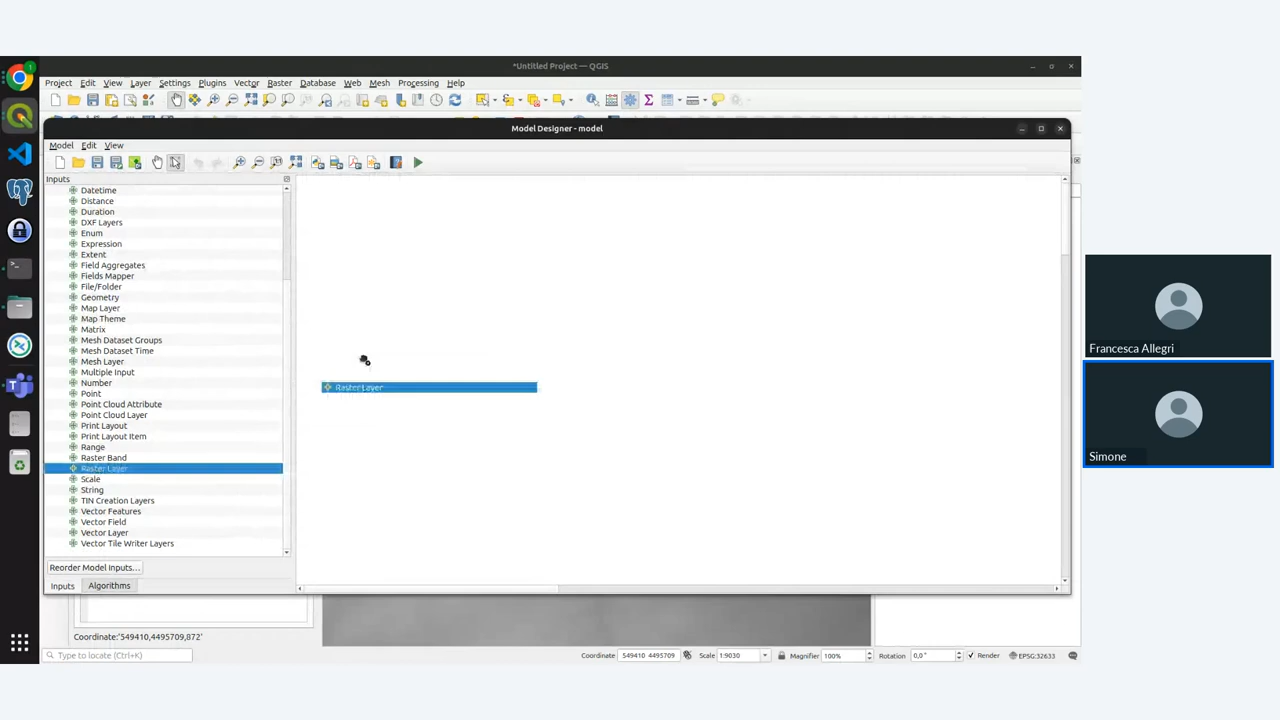 *Untitled Project — QGIS
Project Edit View Layer Settings Plugins Vector Raster Database Web Mesh Processing Help
Model Designer - model
Model Edit View
Inputs
Datetime
Distance
Duration
DXF Layers
Enum
Expression
Extent
Field Aggregates
Fields Mapper
File/Folder
Geometry
Map Layer
Map Theme
Matrix
Mesh Dataset Groups
Mesh Dataset Time
Mesh Layer
Multiple Input
Number
Point
Point Cloud Attribute
Point Cloud Layer
Print Layout
Print Layout Item
Range
Raster Band
Raster Layer
Scale
String
TIN Creation Layers
Vector Features
Vector Field
Vector Layer
Vector Tile Writer Layers
Raster Layer
Reorder Model Inputs...
Inputs Algorithms
Coordinate:'549410,4495709,872'
Type to locate (Ctrl+K)
Coordinate 549410 4495709 Scale 1:9030 Magnifier 100% Rotation 0,0° Render EPSG:32633
Francesca Allegri
Simone